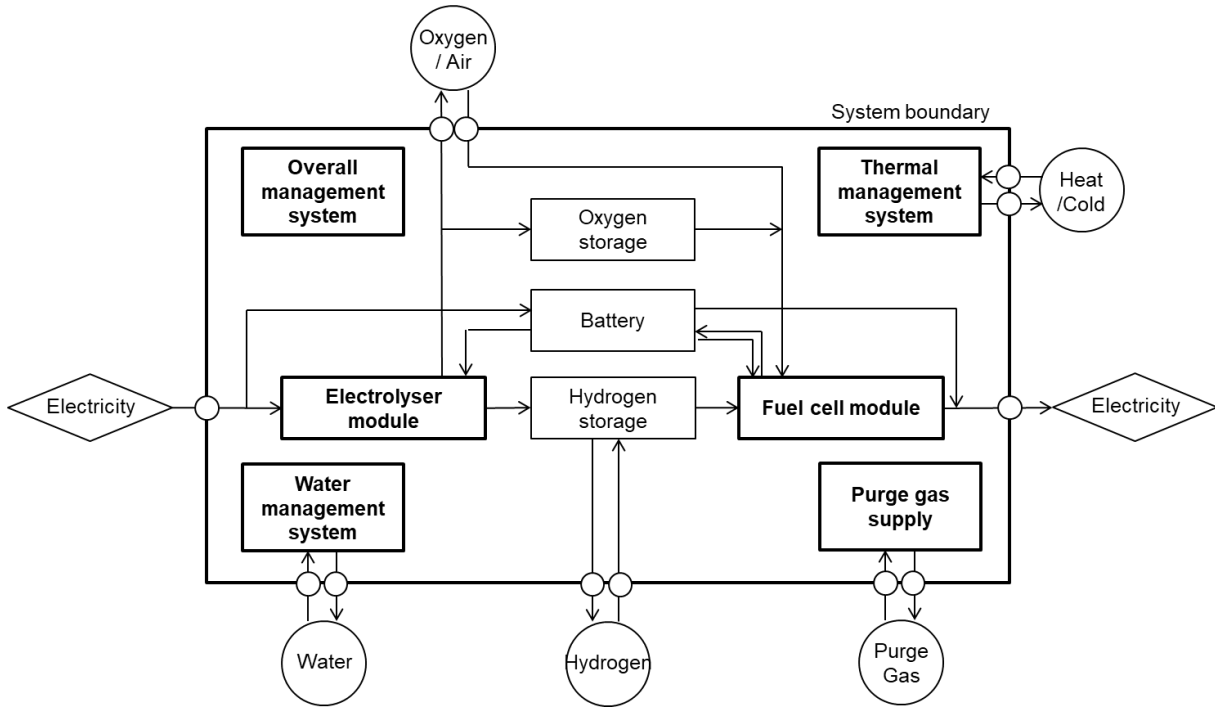 Oxygen
/ Air
System boundary
Overall
management
system
Thermal
management
system
Heat
/Cold
Oxygen
storage
Battery
Electricity
Electrolyser
module
Hydrogen
storage
Fuel cell module
Electricity
Water
management
system
Purge gas
supply
Water
Hydrogen
Purge
Gas